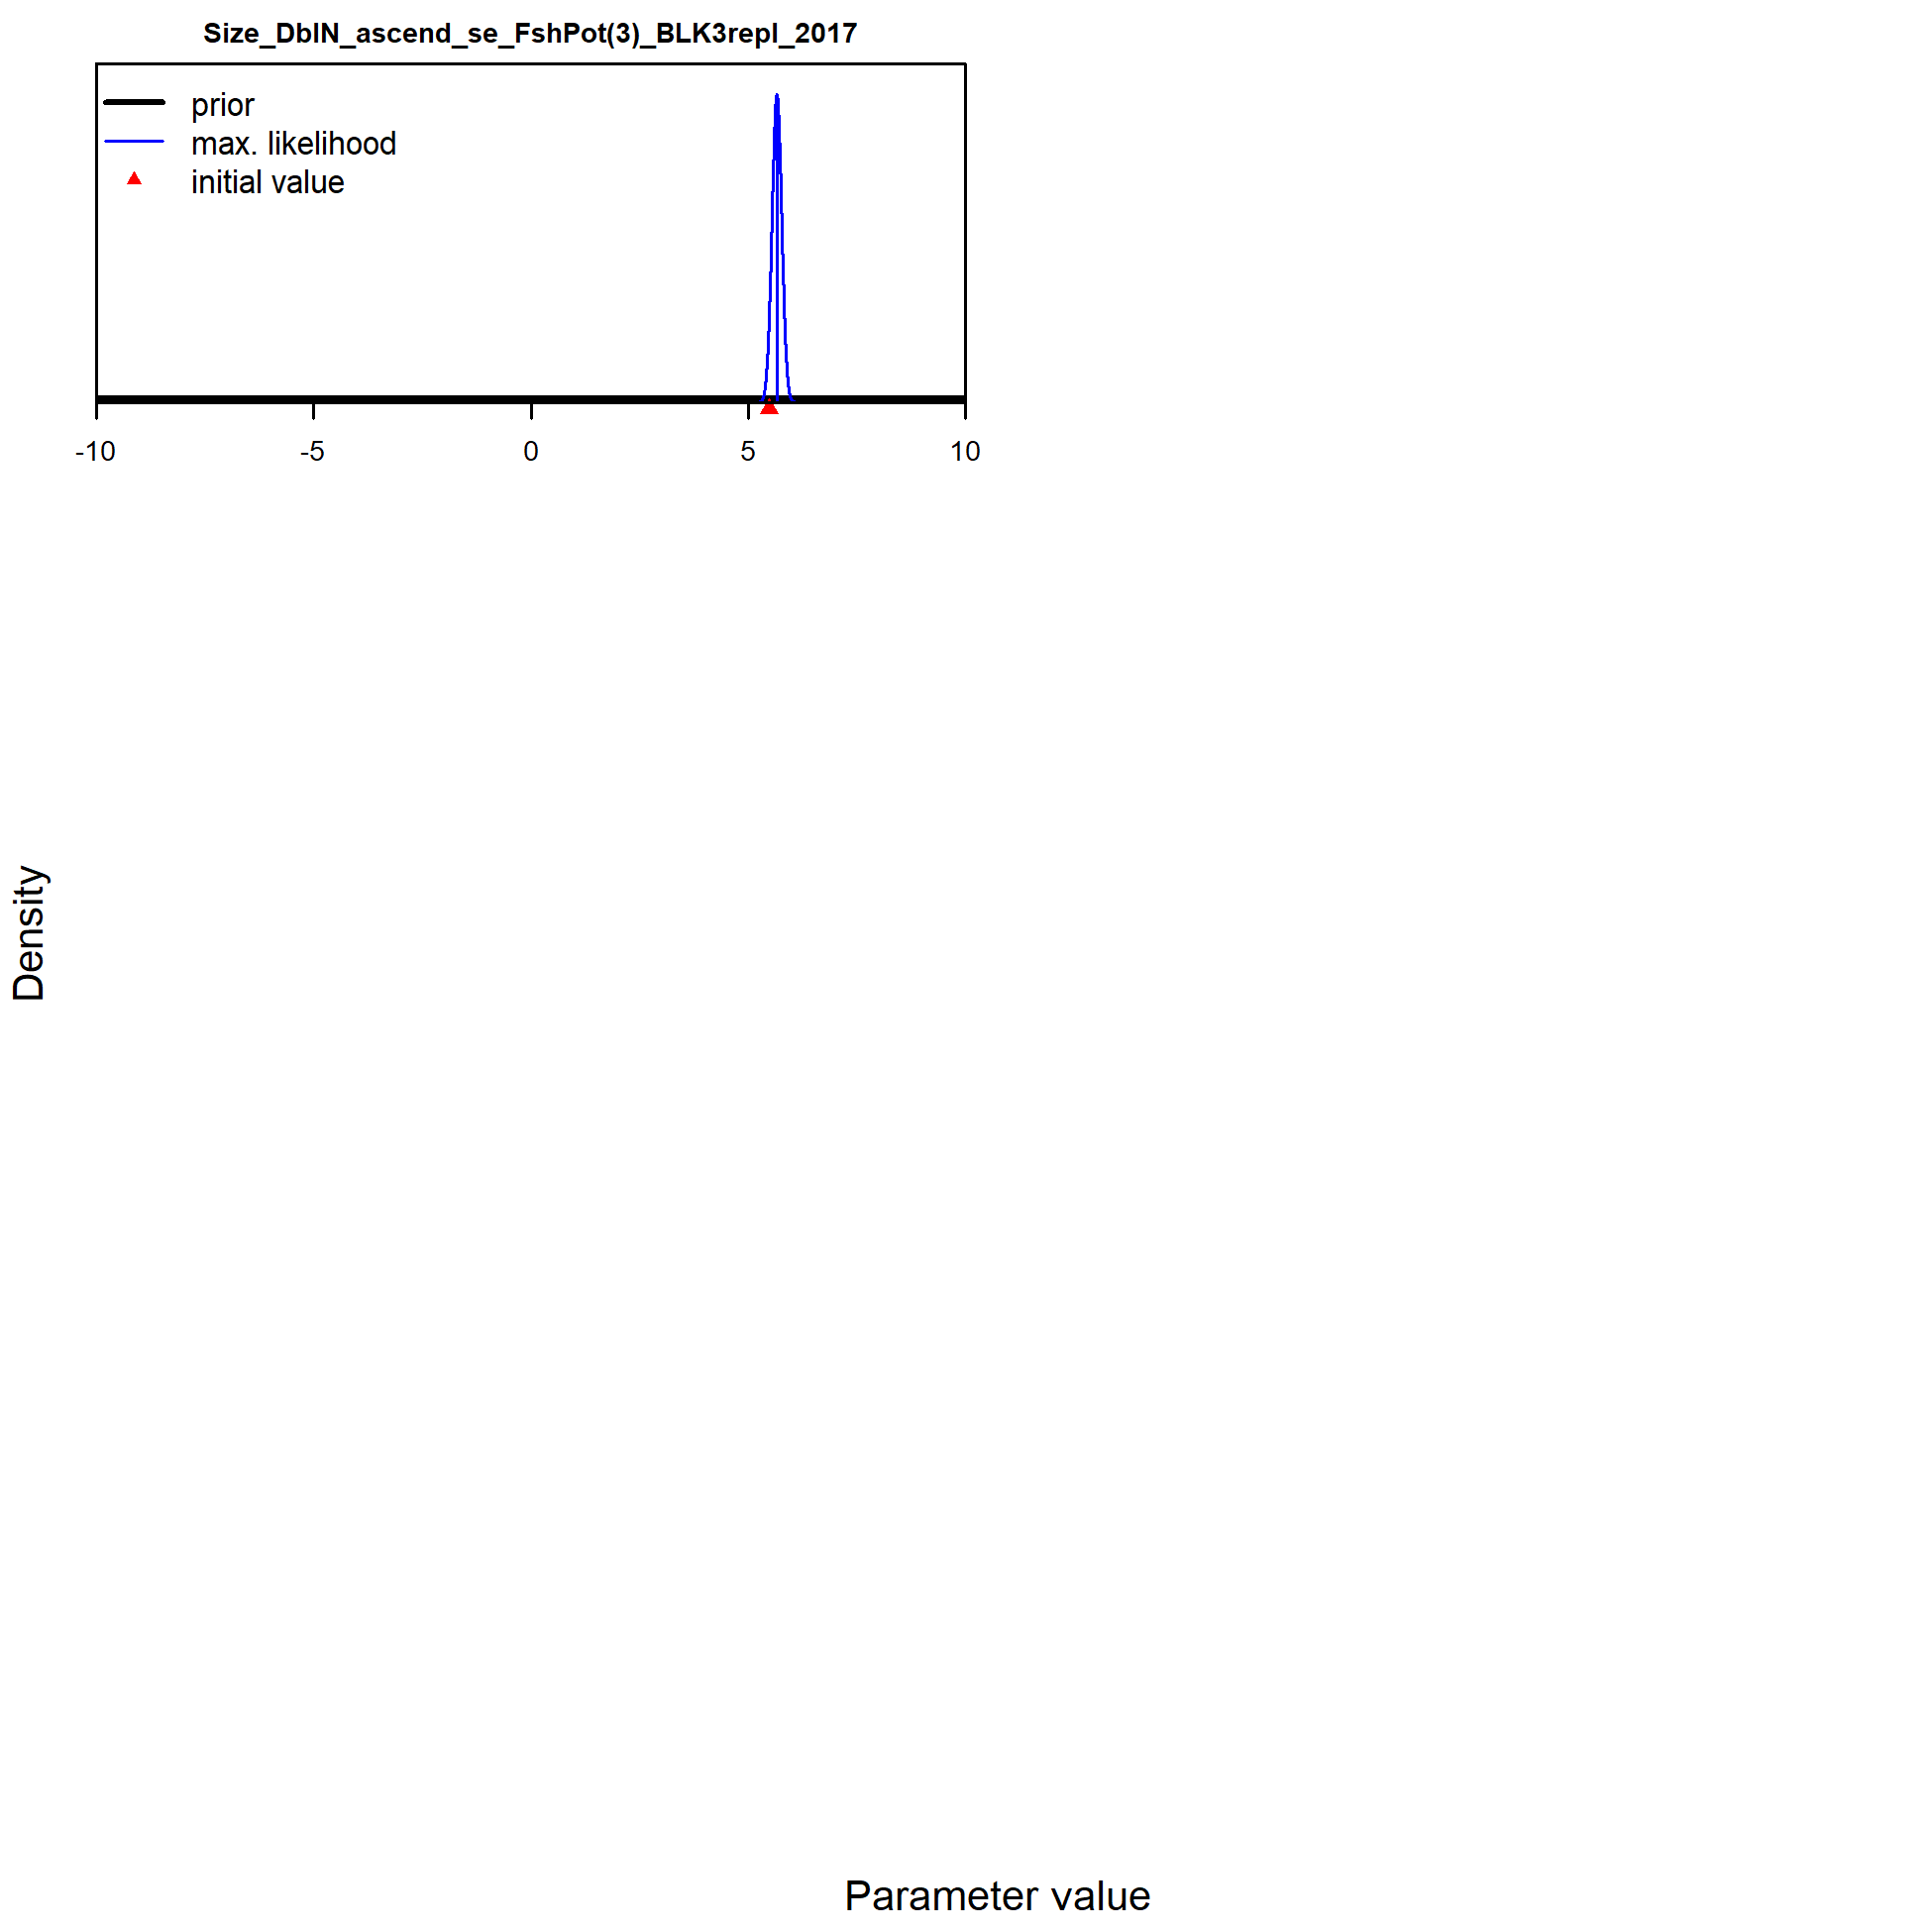 Size_DblN_ascend_se_FshPot(3)_BLK3repl_2017
prior
max. likelihood
initial value
-10 -5 0 5 10
Density
Parameter value